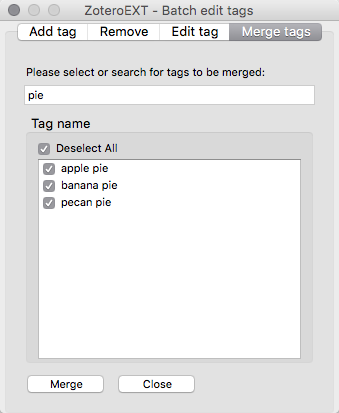 ZoteroEXT - Batch edit tags
Add tag Remove Edit tag Merge tags
Please select or search for tags to be merged:
pie
Tag name
Deselect All
apple pie
banana pie
pecan pie
Merge Close